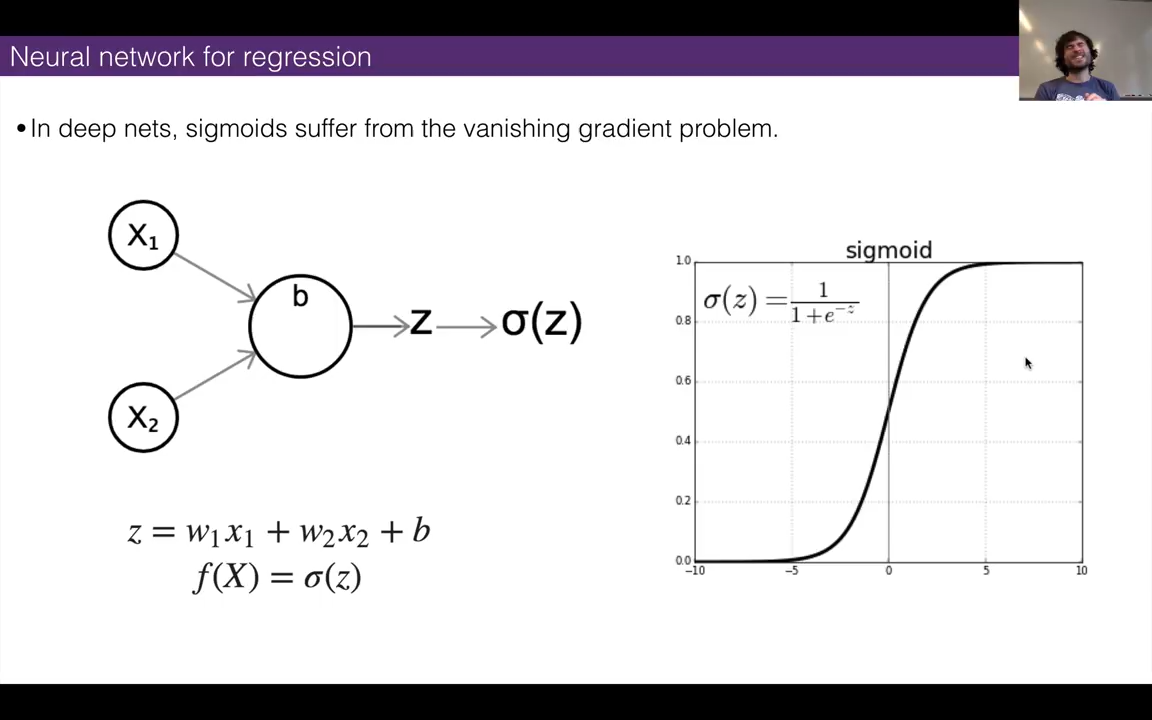 Neural network for regression
•In deep nets, sigmoids suffer from the vanishing gradient problem.
X₁
b
z
σ(z)
X₂
z = w₁x₁ + w₂x₂ + b
f(X) = σ(z)
sigmoid
σ(z) = 1/(1+e⁻ᶻ)
1.0
0.8
0.6
0.4
0.2
0.0
−10 −5 0 5 10